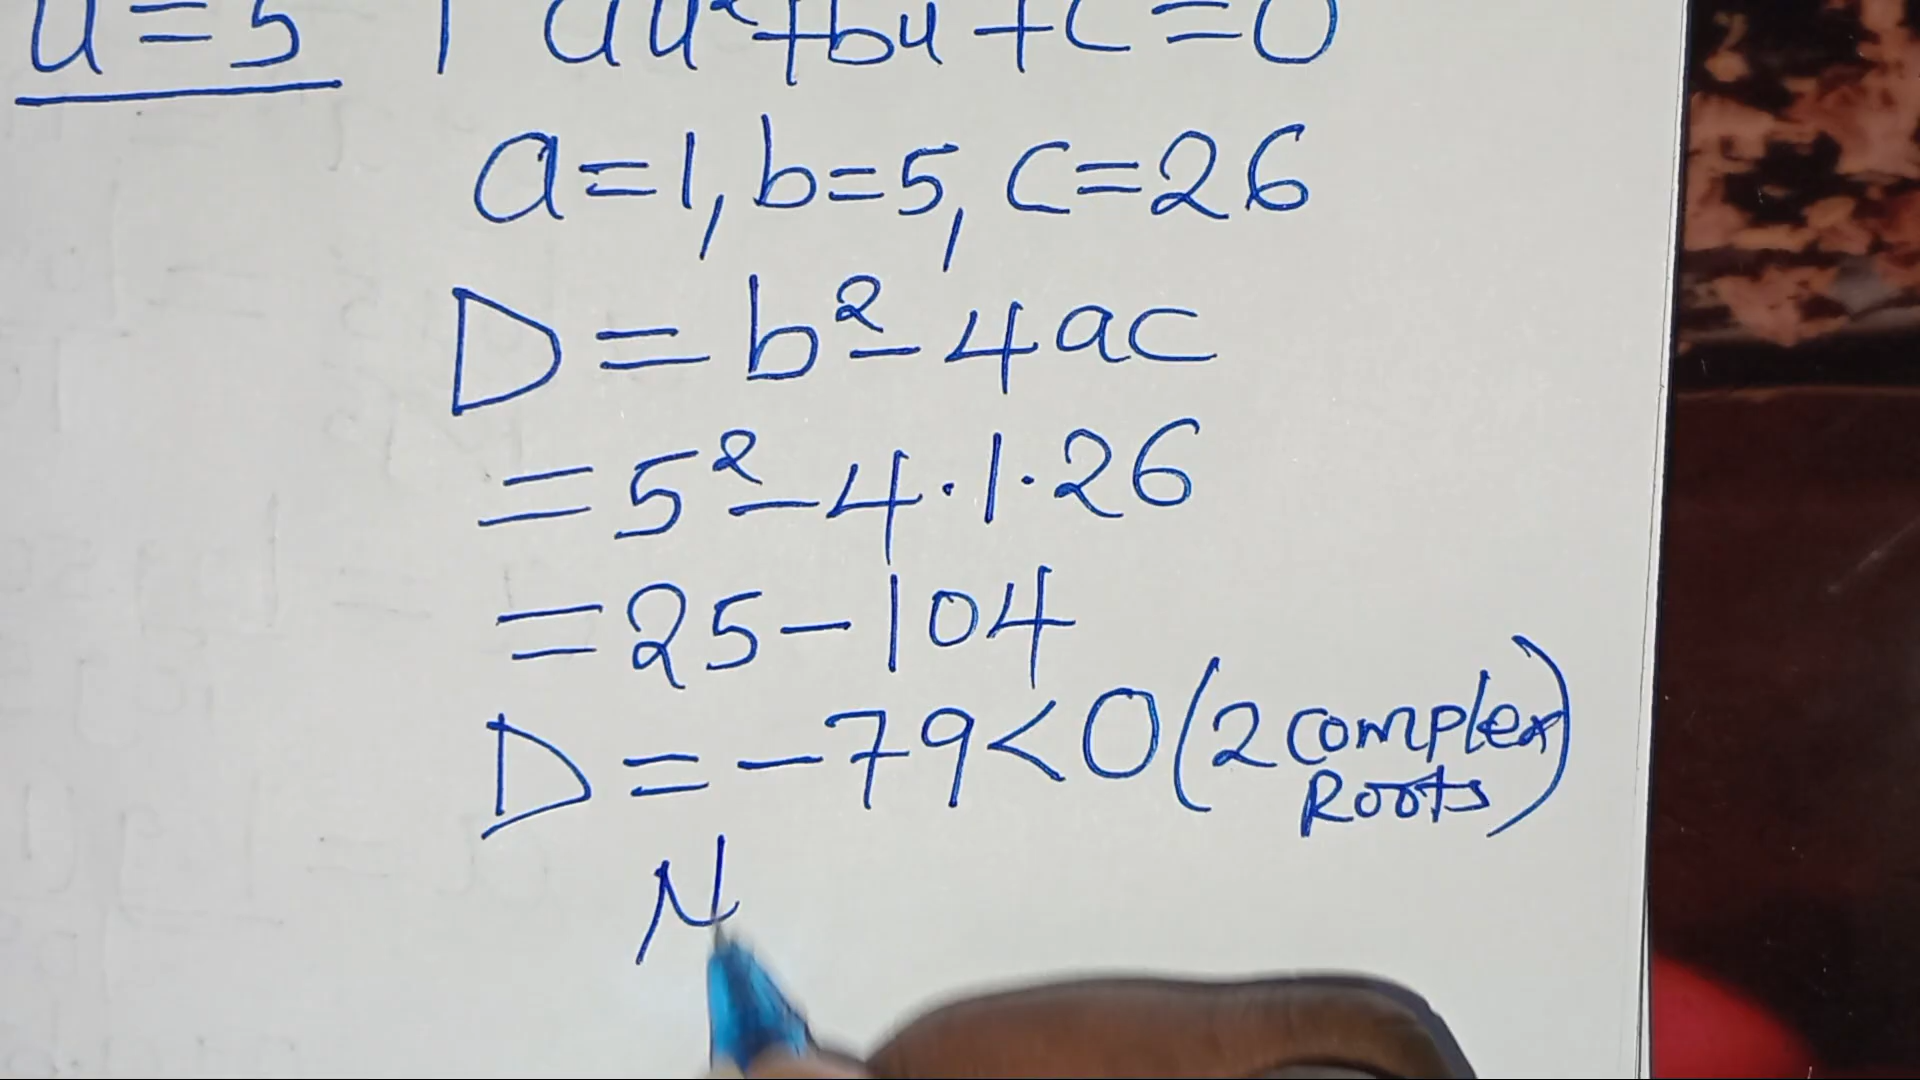 u=5 | au²+bu+c=0
a=1, b=5, c=26
D=b²-4ac
=5²-4·1·26
=25-104
D=-79<0(2 complex
Roots)
N